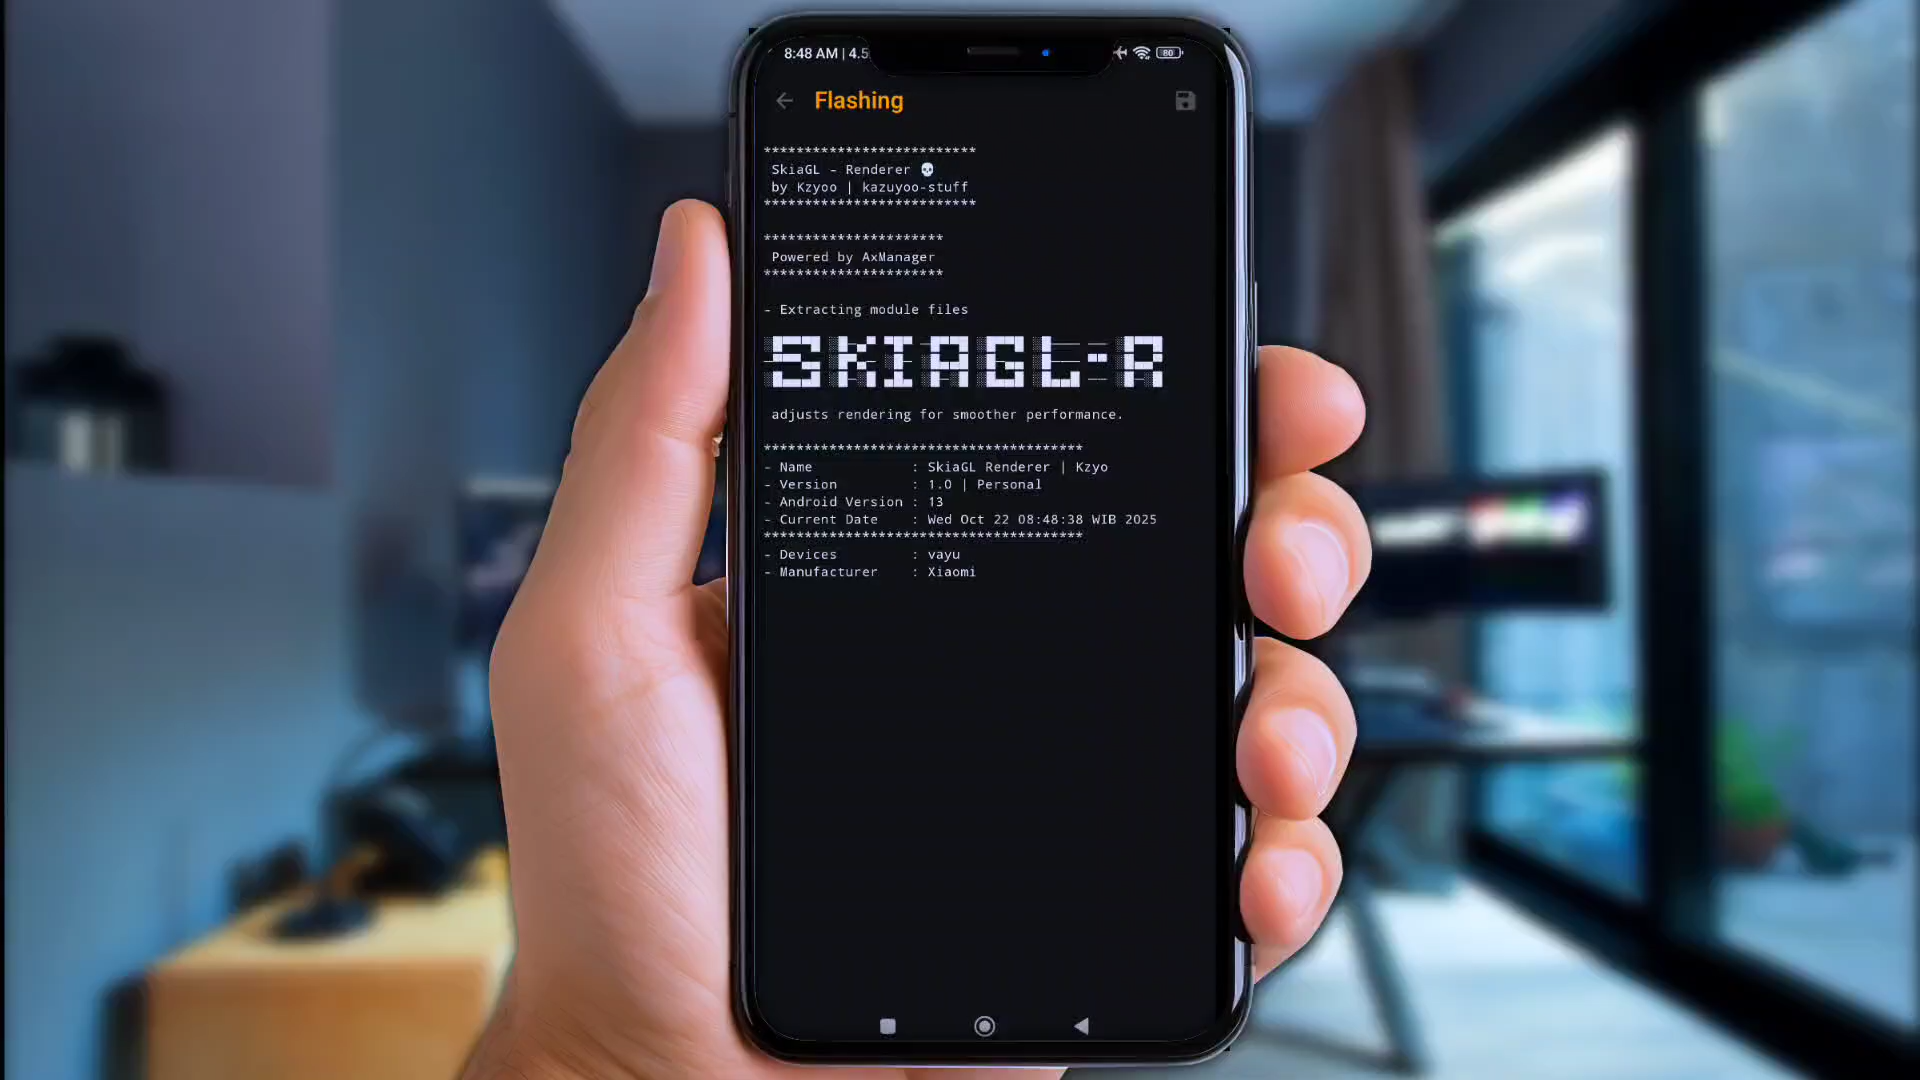 8:48 AM | 4.5
80
Flashing
**************************
SkiaGL - Renderer 💀
by Kzyoo | kazuyoo-stuff
**************************
**********************
Powered by AxManager
**********************
- Extracting module files
SKIAGL-R
adjusts rendering for smoother performance.
***************************************
- Name : SkiaGL Renderer | Kzyo
- Version : 1.0 | Personal
- Android Version : 13
- Current Date : Wed Oct 22 08:48:38 WIB 2025
***************************************
- Devices : vayu
- Manufacturer : Xiaomi